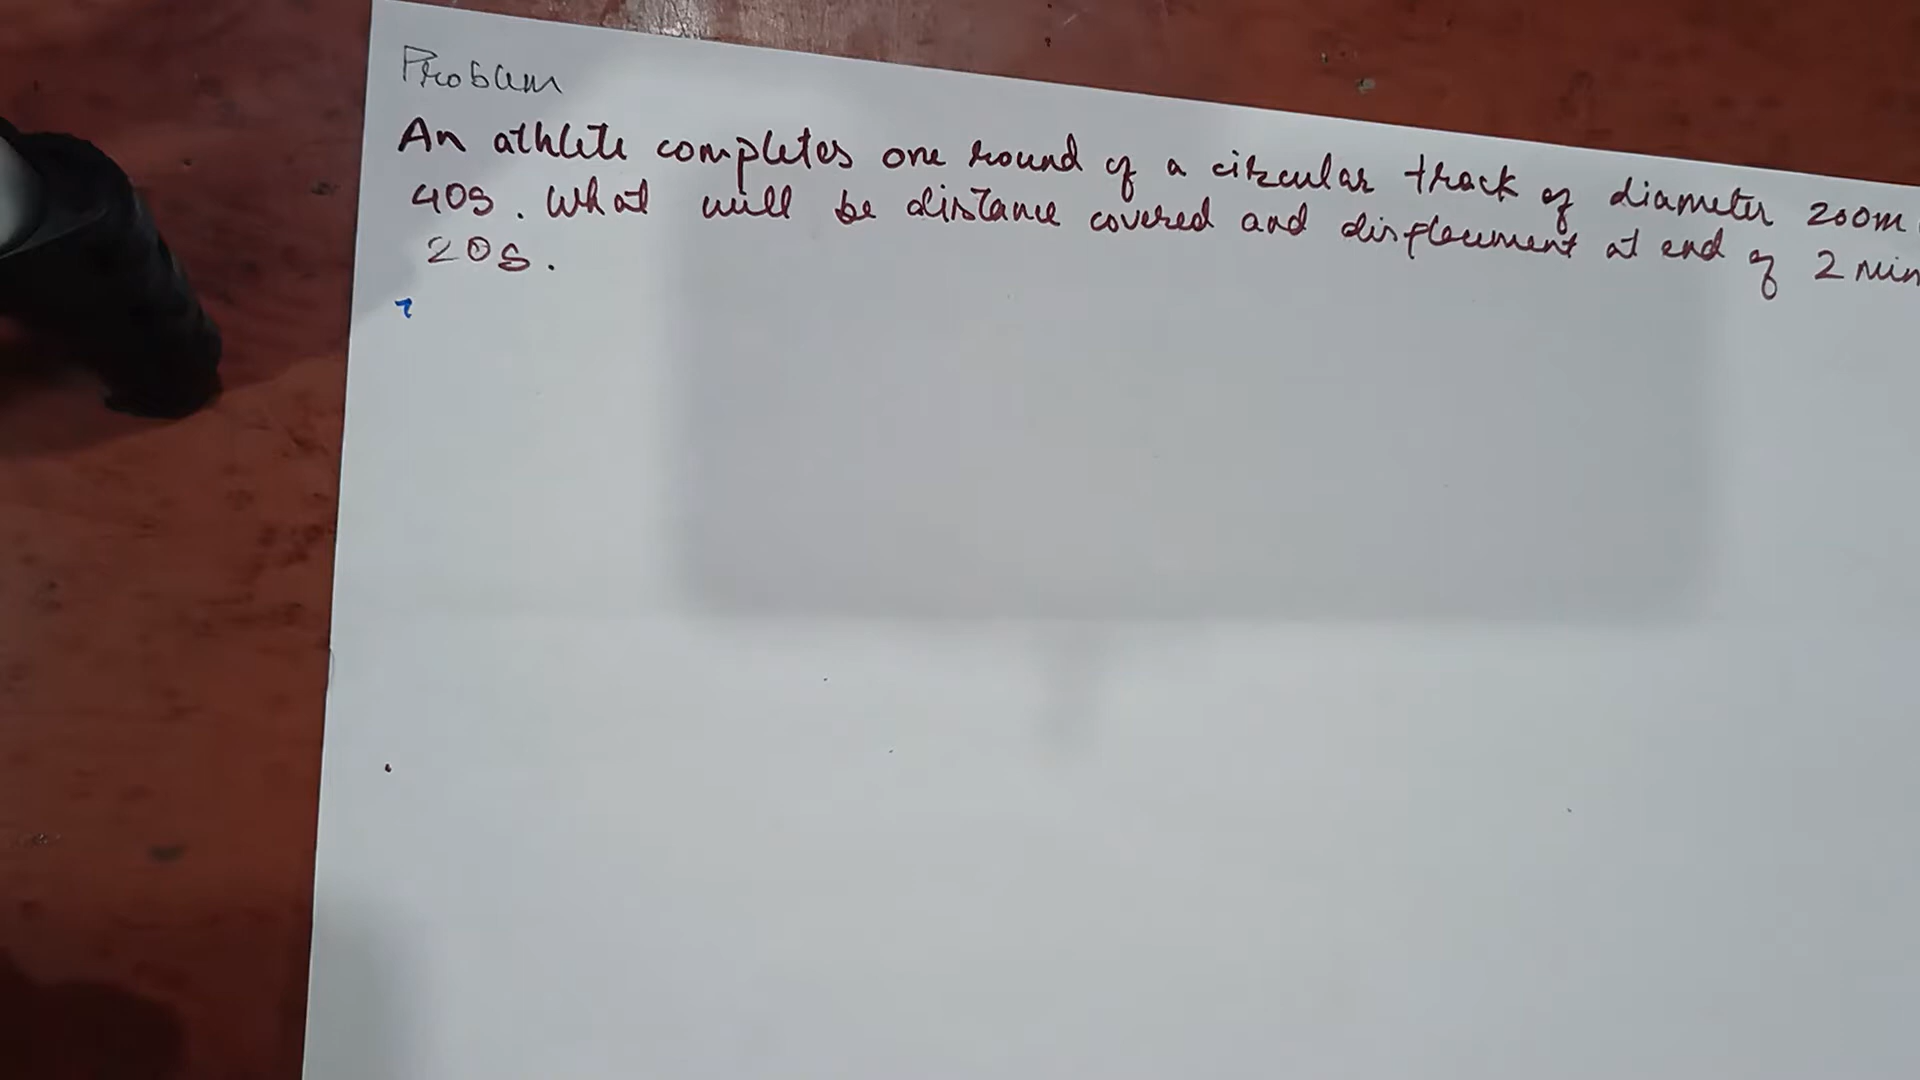 Problem
An athlete completes one round of a circular track of diameter 200m
40s. What will be distance covered and displacement at end of 2 min
20s.